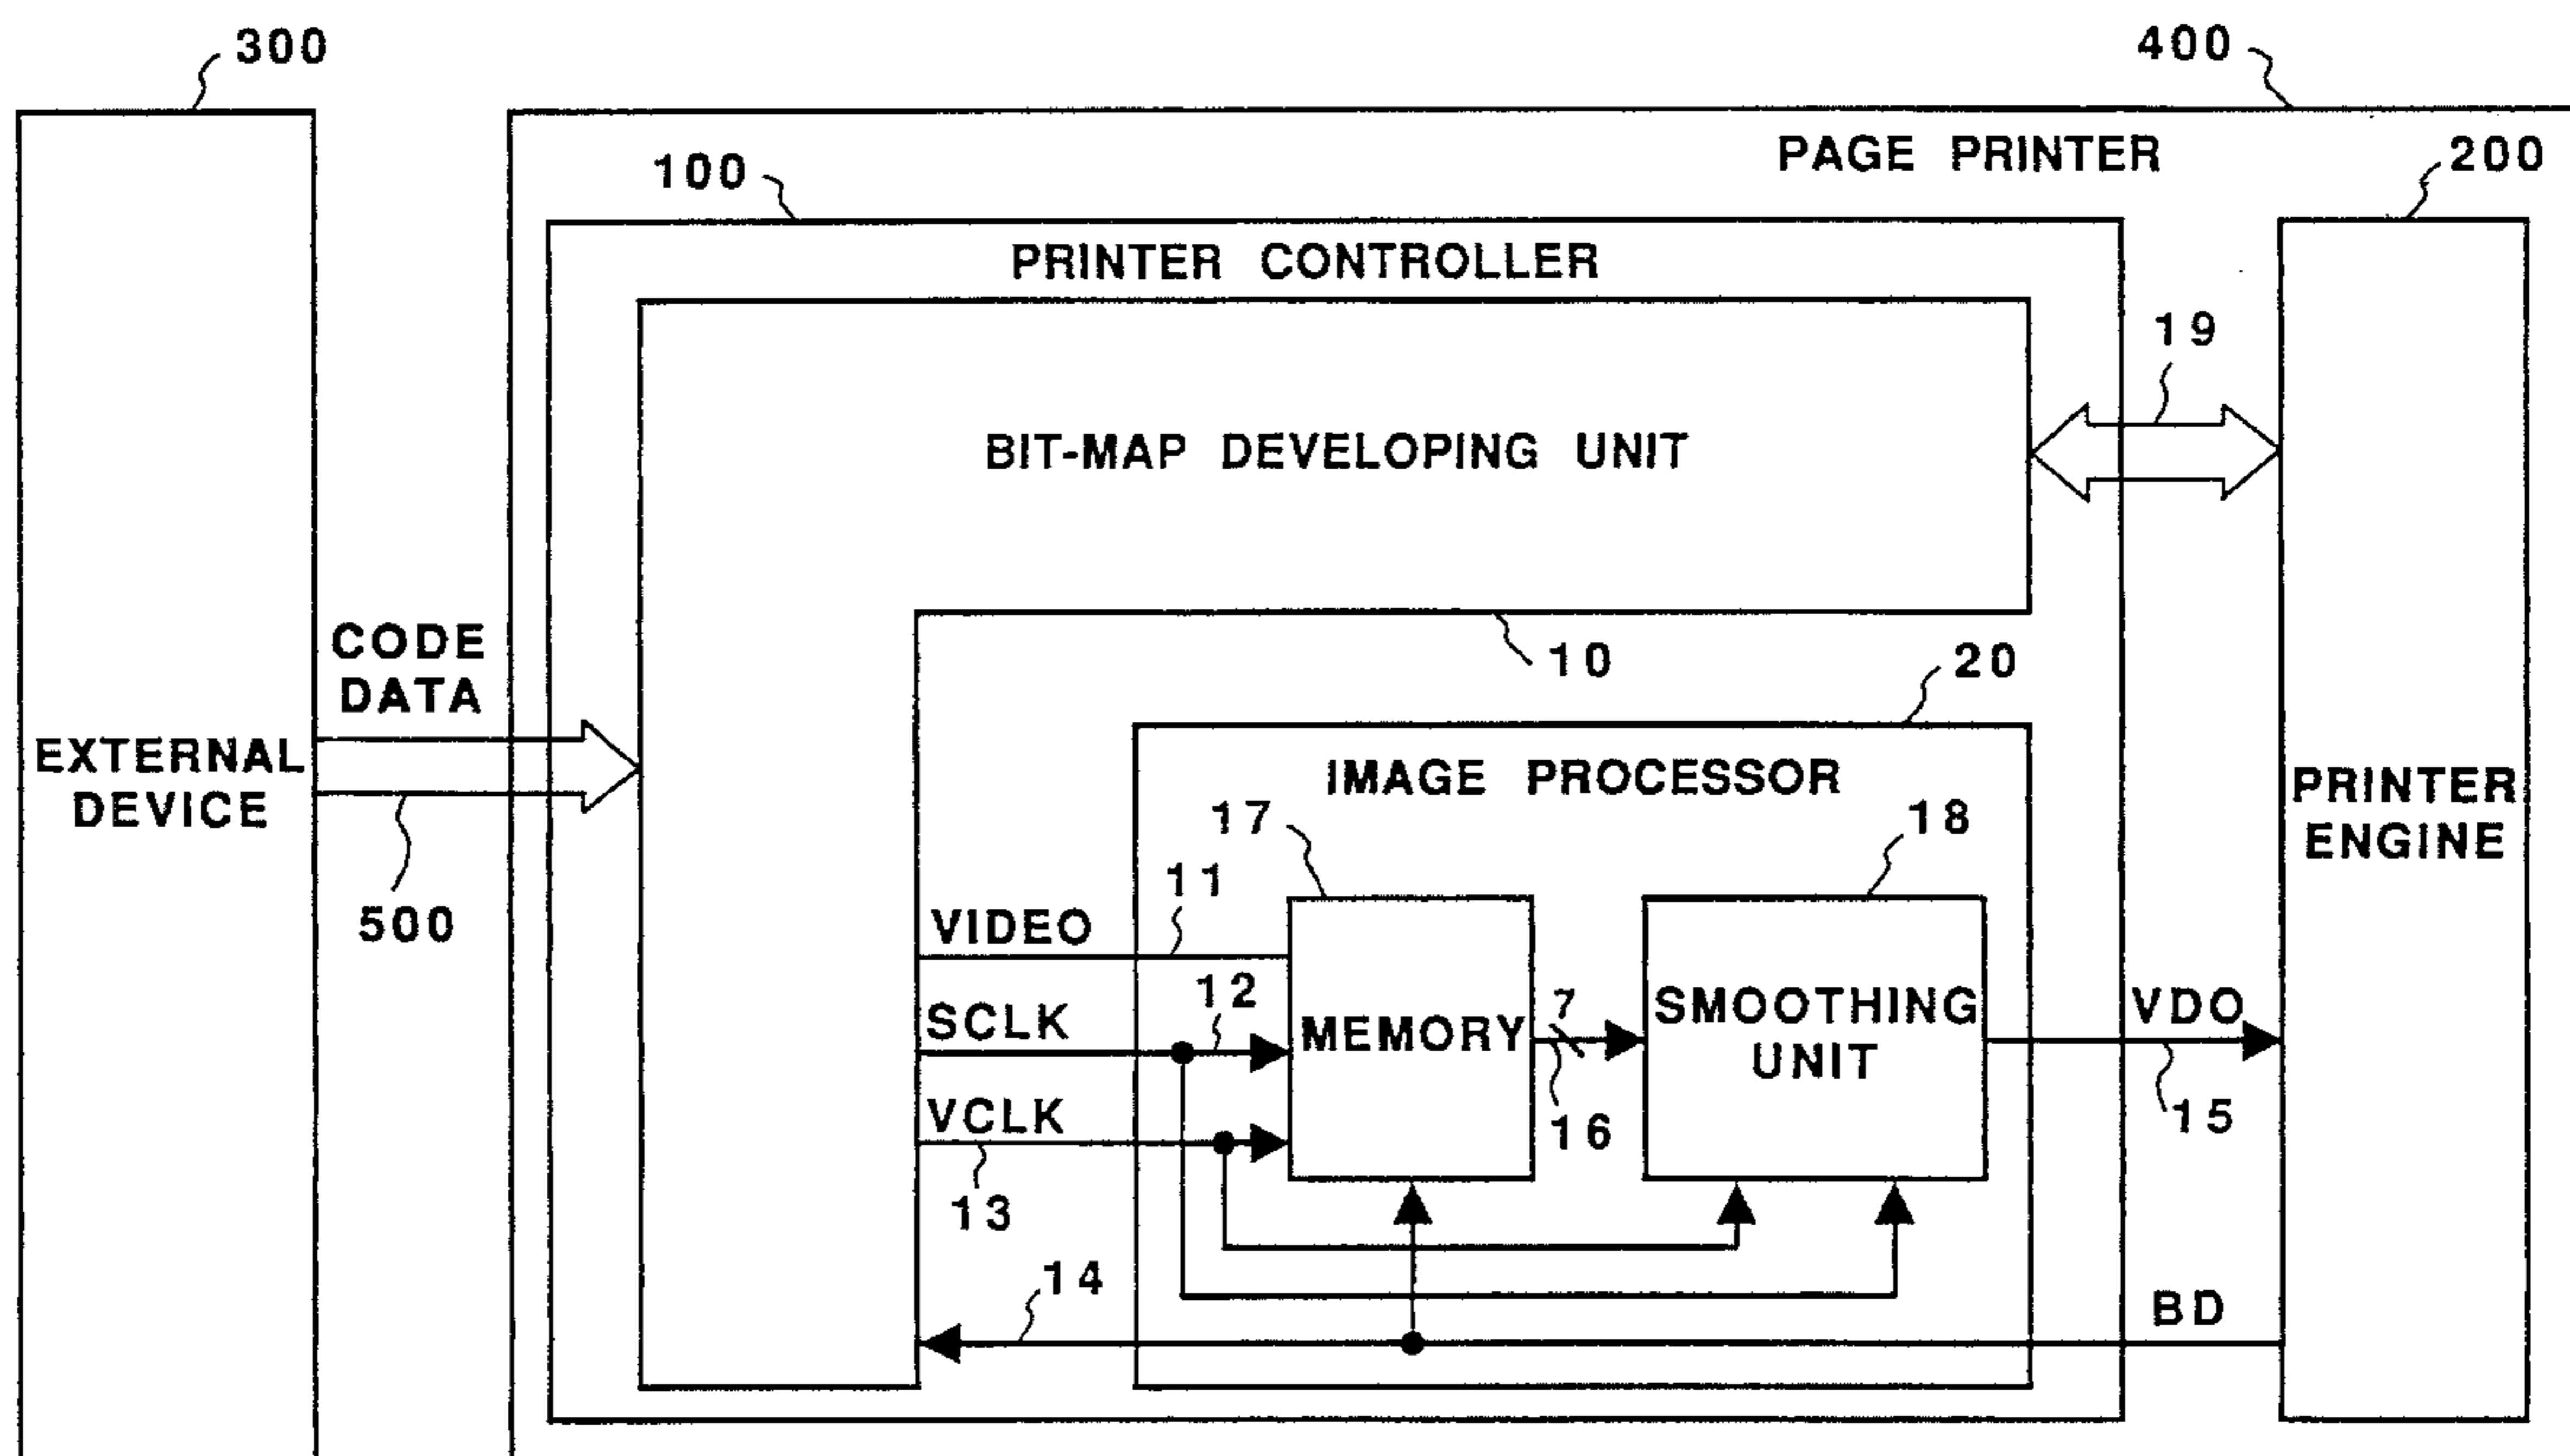 300
400
PAGE PRINTER
100
200
PRINTER CONTROLLER
19
BIT-MAP DEVELOPING UNIT
CODE
DATA
10
20
EXTERNAL
DEVICE
IMAGE PROCESSOR
PRINTER
ENGINE
17
18
500
VIDEO
11
SCLK
12
MEMORY
7
16
SMOOTHING
UNIT
VDO
15
VCLK
13
14
BD